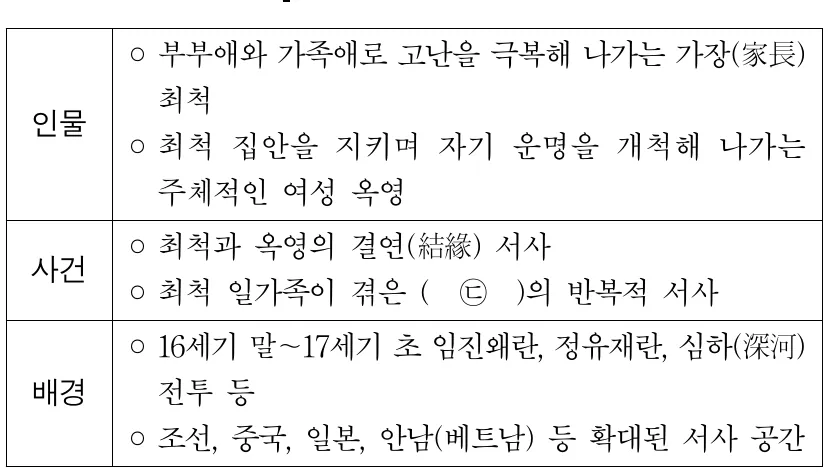 인물
○ 부부애와 가족애로 고난을 극복해 나가는 가장(家長)
최척
○ 최척 집안을 지키며 자기 운명을 개척해 나가는
주체적인 여성 옥영
사건
○ 최척과 옥영의 결연(結緣) 서사
○ 최척 일가족이 겪은 ( ㉢ )의 반복적 서사
배경
○ 16세기 말~17세기 초 임진왜란, 정유재란, 심하(深河)
전투 등
○ 조선, 중국, 일본, 안남(베트남) 등 확대된 서사 공간